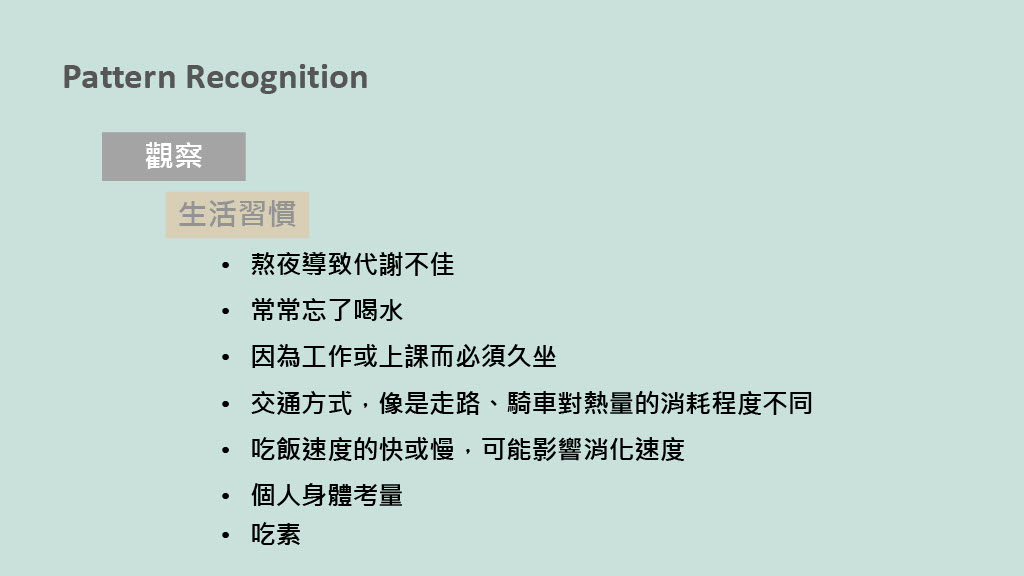 Pattern Recognition
觀察
生活習慣
• 熬夜導致代謝不佳
• 常常忘了喝水
• 因為工作或上課而必須久坐
• 交通方式，像是走路、騎車對熱量的消耗程度不同
• 吃飯速度的快或慢，可能影響消化速度
• 個人身體考量
• 吃素